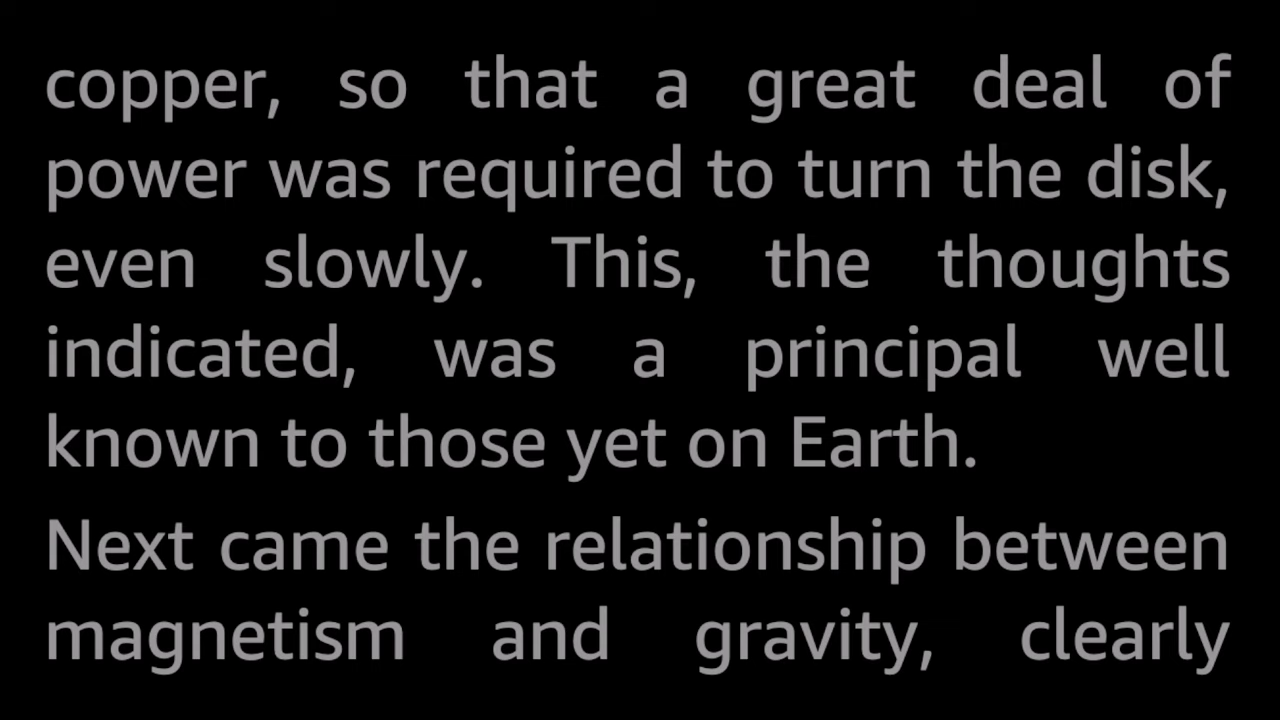 copper, so that a great deal of
power was required to turn the disk,
even slowly. This, the thoughts
indicated, was a principal well
known to those yet on Earth.
Next came the relationship between
magnetism and gravity, clearly